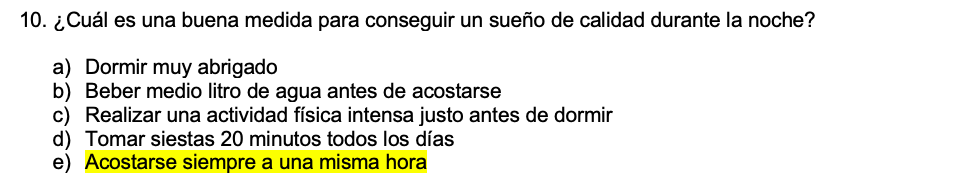 10. ¿Cuál es una buena medida para conseguir un sueño de calidad durante la noche?
a) Dormir muy abrigado
b) Beber medio litro de agua antes de acostarse
c) Realizar una actividad física intensa justo antes de dormir
d) Tomar siestas 20 minutos todos los días
e) Acostarse siempre a una misma hora